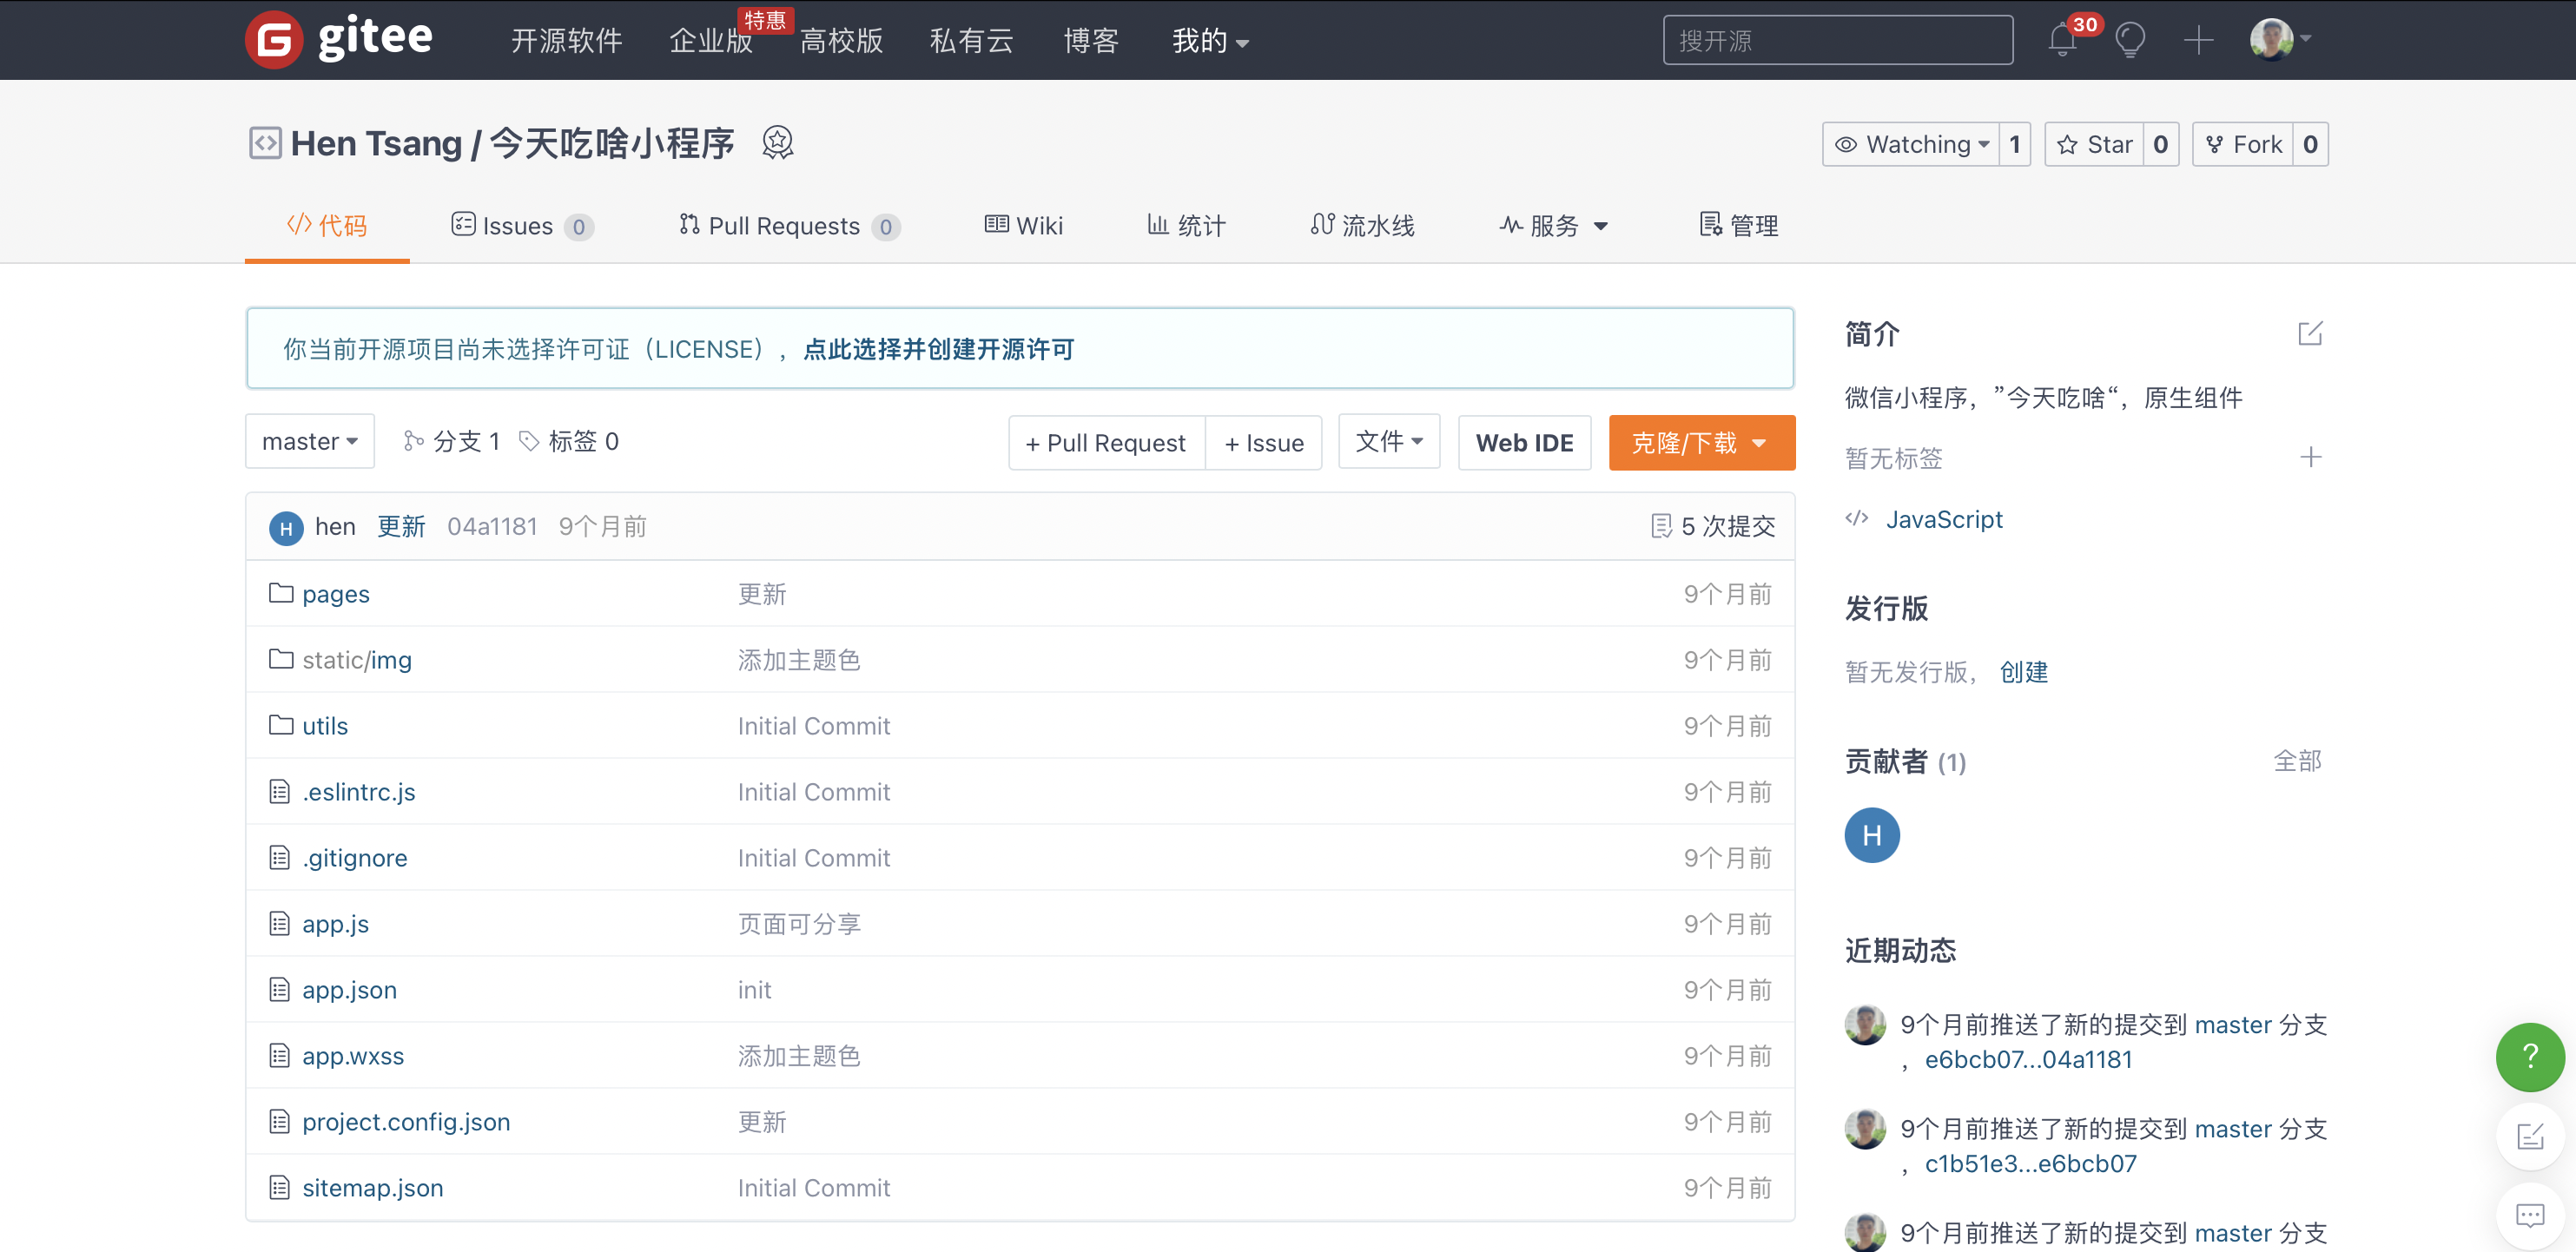 gitee 开源软件 企业版 特惠 高校版 私有云 博客 我的 搜开源 30
Hen Tsang / 今天吃啥小程序 Watching 1 Star 0 Fork 0
代码 Issues 0 Pull Requests 0 Wiki 统计 流水线 服务 管理
你当前开源项目尚未选择许可证（LICENSE），点此选择并创建开源许可
master 分支 1 标签 0 + Pull Request + Issue 文件 Web IDE 克隆/下载
H hen 更新 04a1181 9个月前 5 次提交
pages 更新 9个月前
static/img 添加主题色 9个月前
utils Initial Commit 9个月前
.eslintrc.js Initial Commit 9个月前
.gitignore Initial Commit 9个月前
app.js 页面可分享 9个月前
app.json init 9个月前
app.wxss 添加主题色 9个月前
project.config.json 更新 9个月前
sitemap.json Initial Commit 9个月前
简介
微信小程序，”今天吃啥“，原生组件
暂无标签
JavaScript
发行版
暂无发行版， 创建
贡献者 (1) 全部
H
近期动态
9个月前推送了新的提交到 master 分支
，e6bcb07...04a1181
9个月前推送了新的提交到 master 分支
，c1b51e3...e6bcb07
9个月前推送了新的提交到 master 分支
?